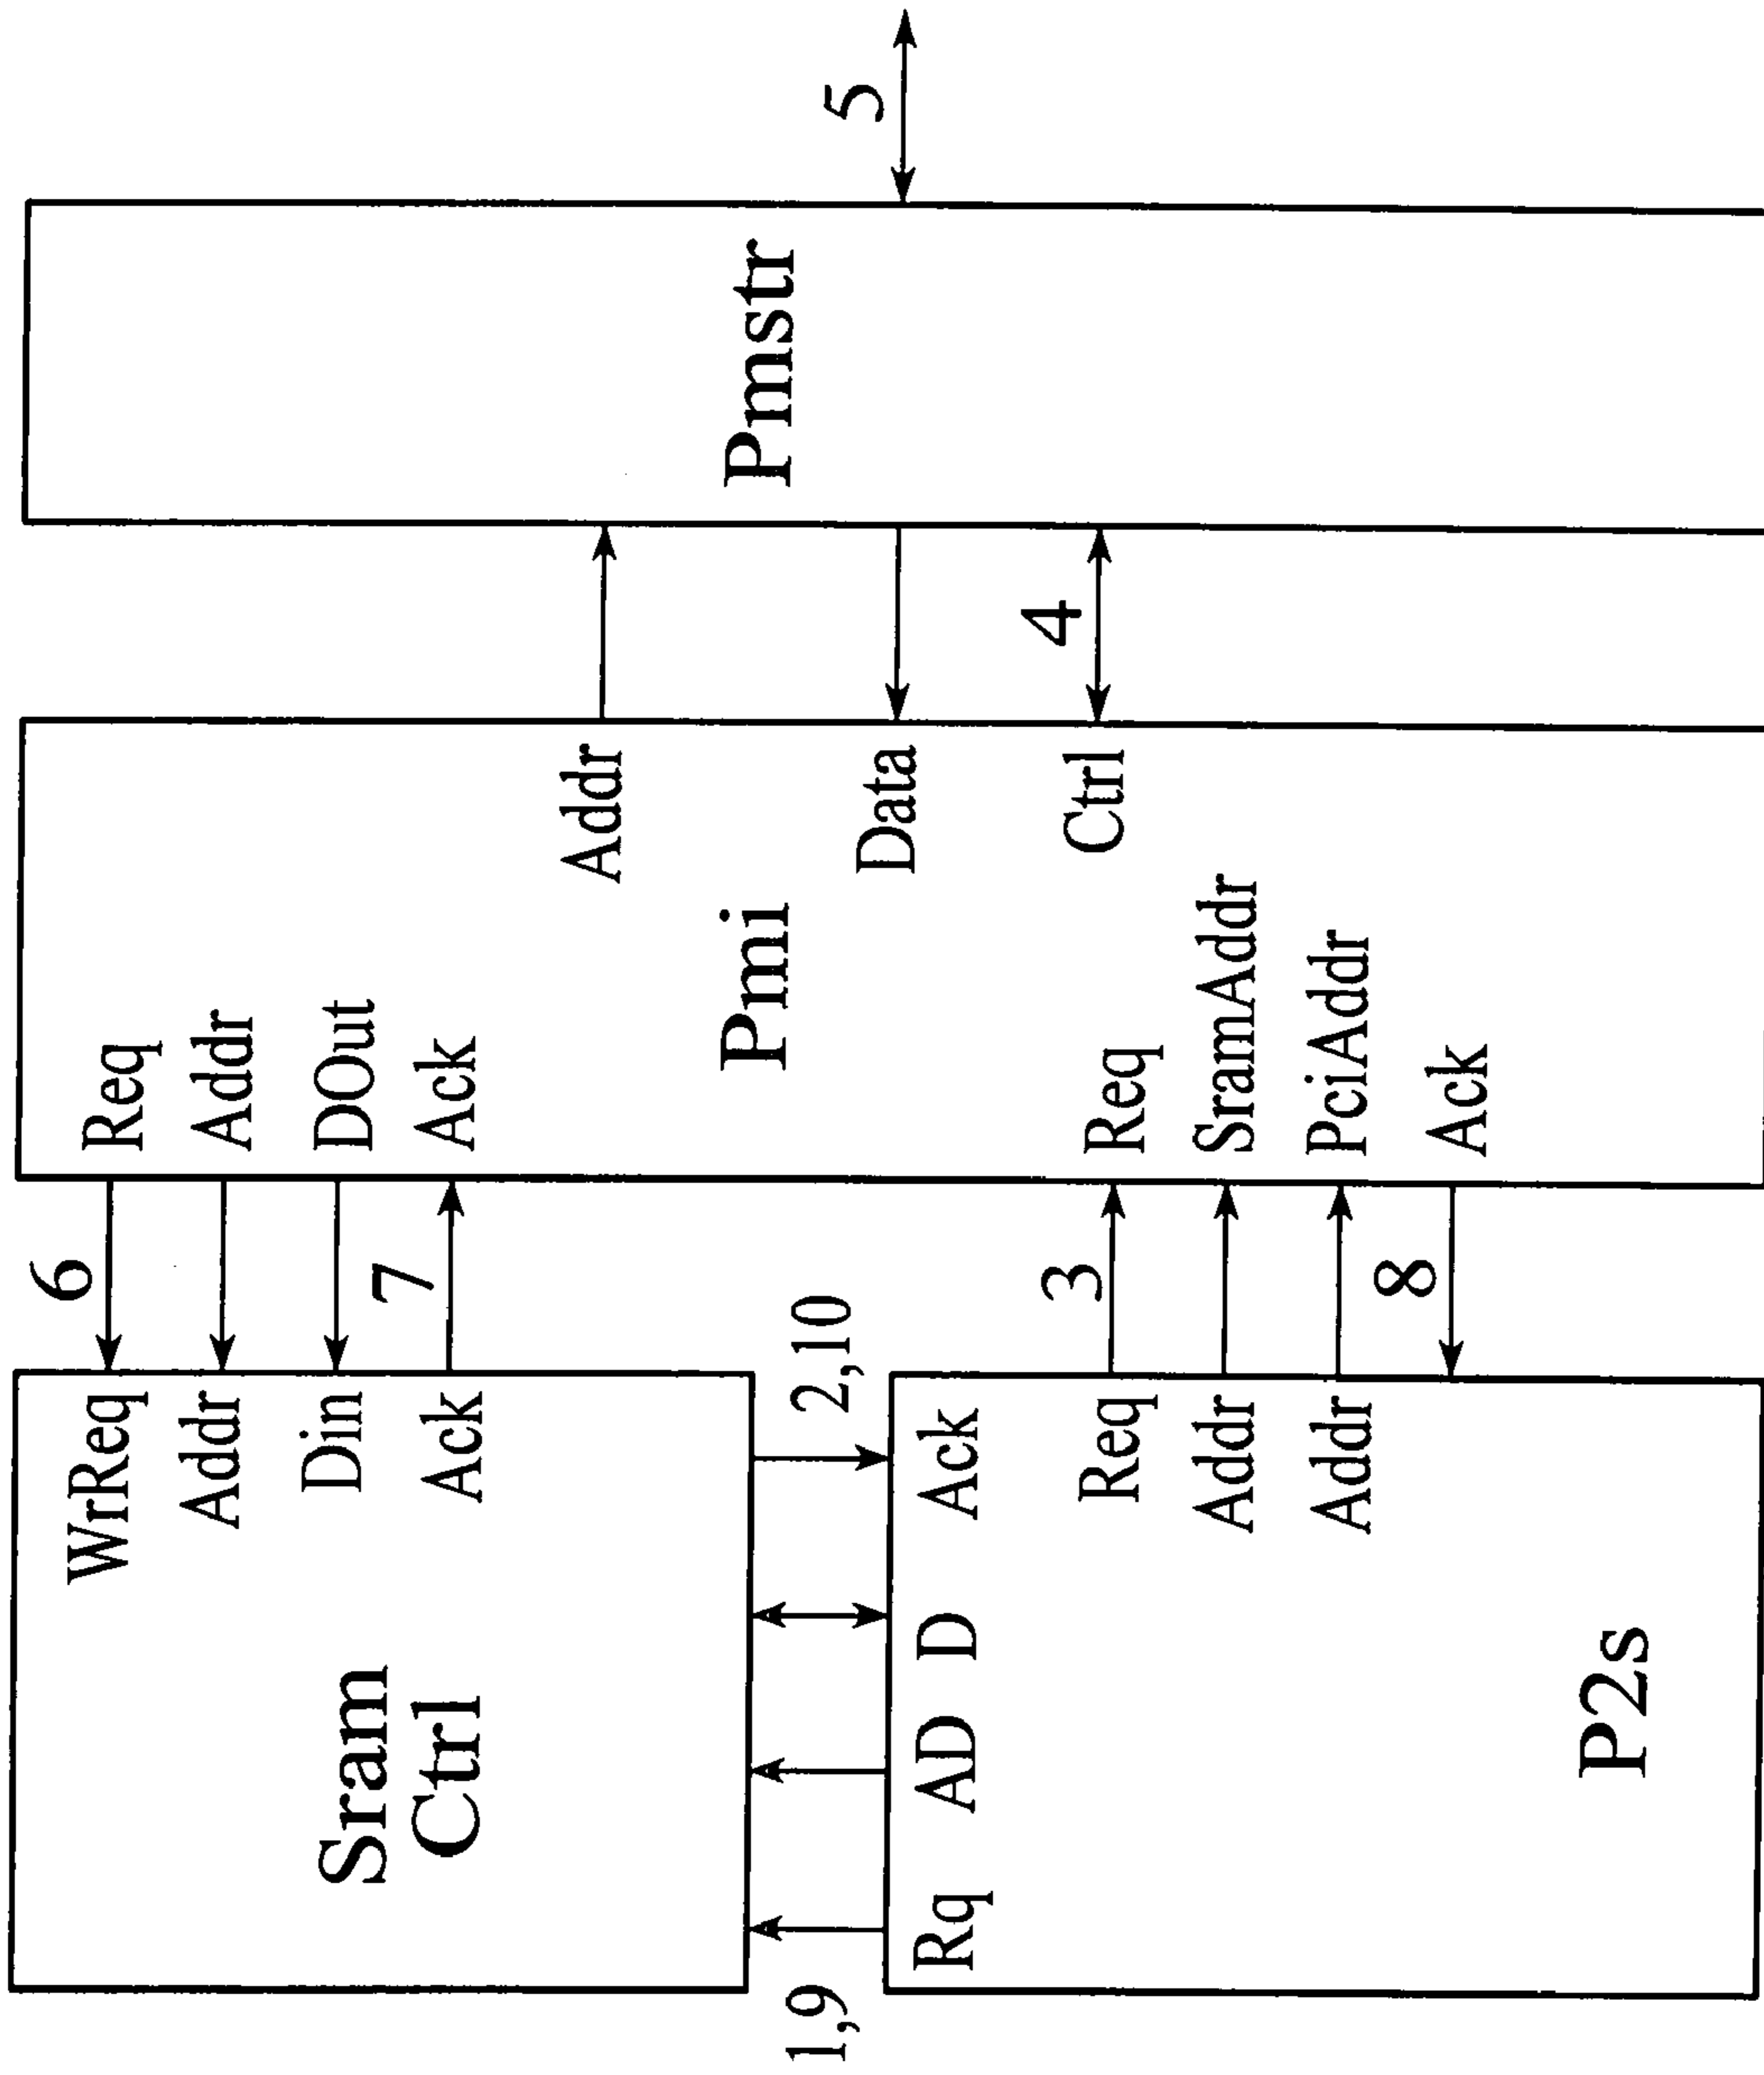 Sram
Ctrl
WrReq
Addr
Din
Ack
6
7
Req
Addr
DOut
Ack
Pmi
Addr
Data
Ctrl
4
Pmstr
5
1,9
2,10
Rq
AD
D
Ack
P2s
Req
Addr
Addr
3
8
Req
SramAddr
PciAddr
Ack